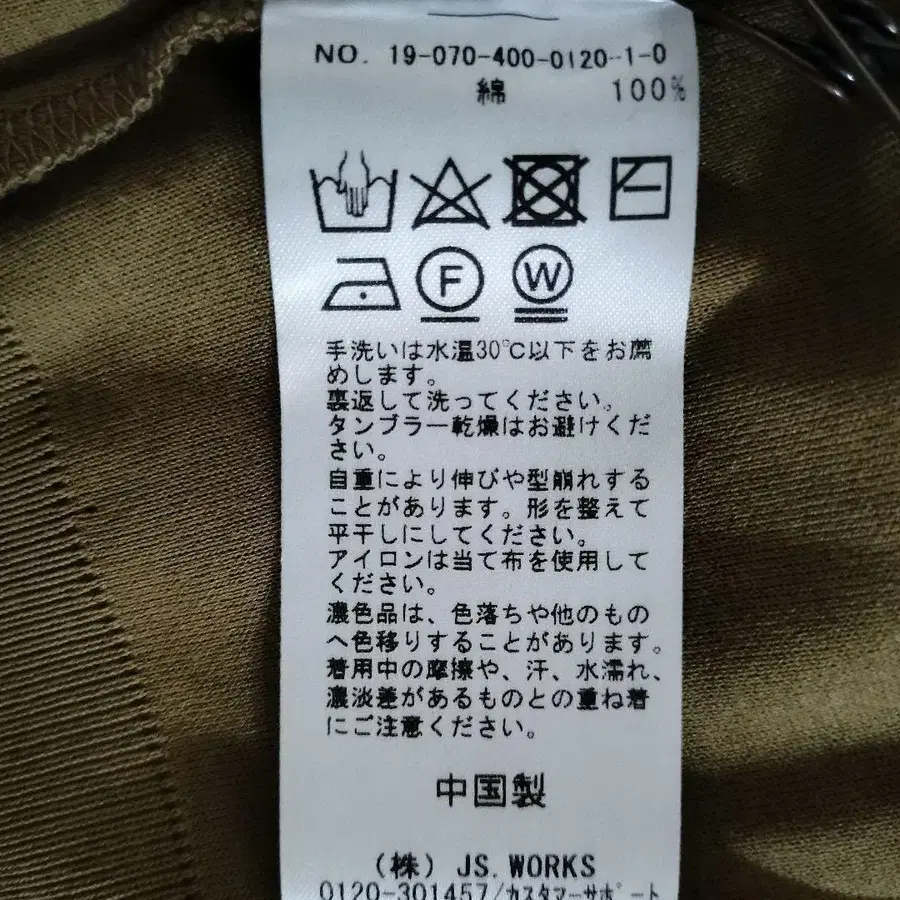 NO. 19-070-400-0120-1-0
綿 100%
F W
手洗いは水温30℃以下をお薦
めします。
裏返して洗ってください。
タンブラー乾燥はお避けくだ
さい。
自重により伸びや型崩れする
ことがあります。形を整えて
平干しにしてください。
アイロンは当て布を使用して
ください。
濃色品は、色落ちや他のもの
へ色移りすることがあります。
着用中の摩擦や、汗、水濡れ、
濃淡差があるものとの重ね着
にご注意ください。
中国製
(株) JS.WORKS
0120-301457/カスタマーサポート